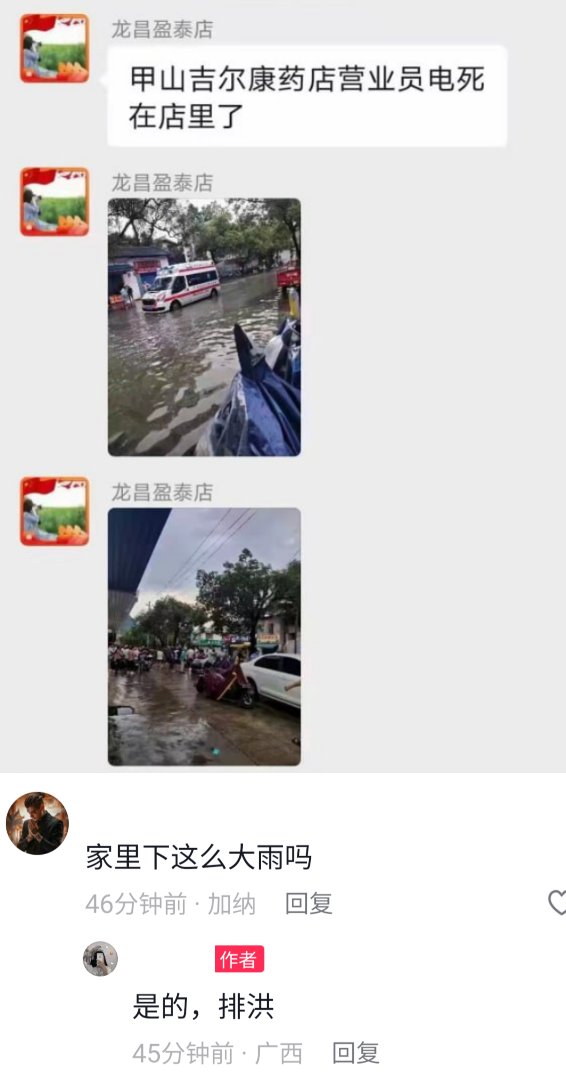 龙昌盈泰店
甲山吉尔康药店营业员电死
在店里了
龙昌盈泰店
龙昌盈泰店
家里下这么大雨吗
46分钟前 · 加纳 回复
作者
是的，排洪
45分钟前 · 广西 回复